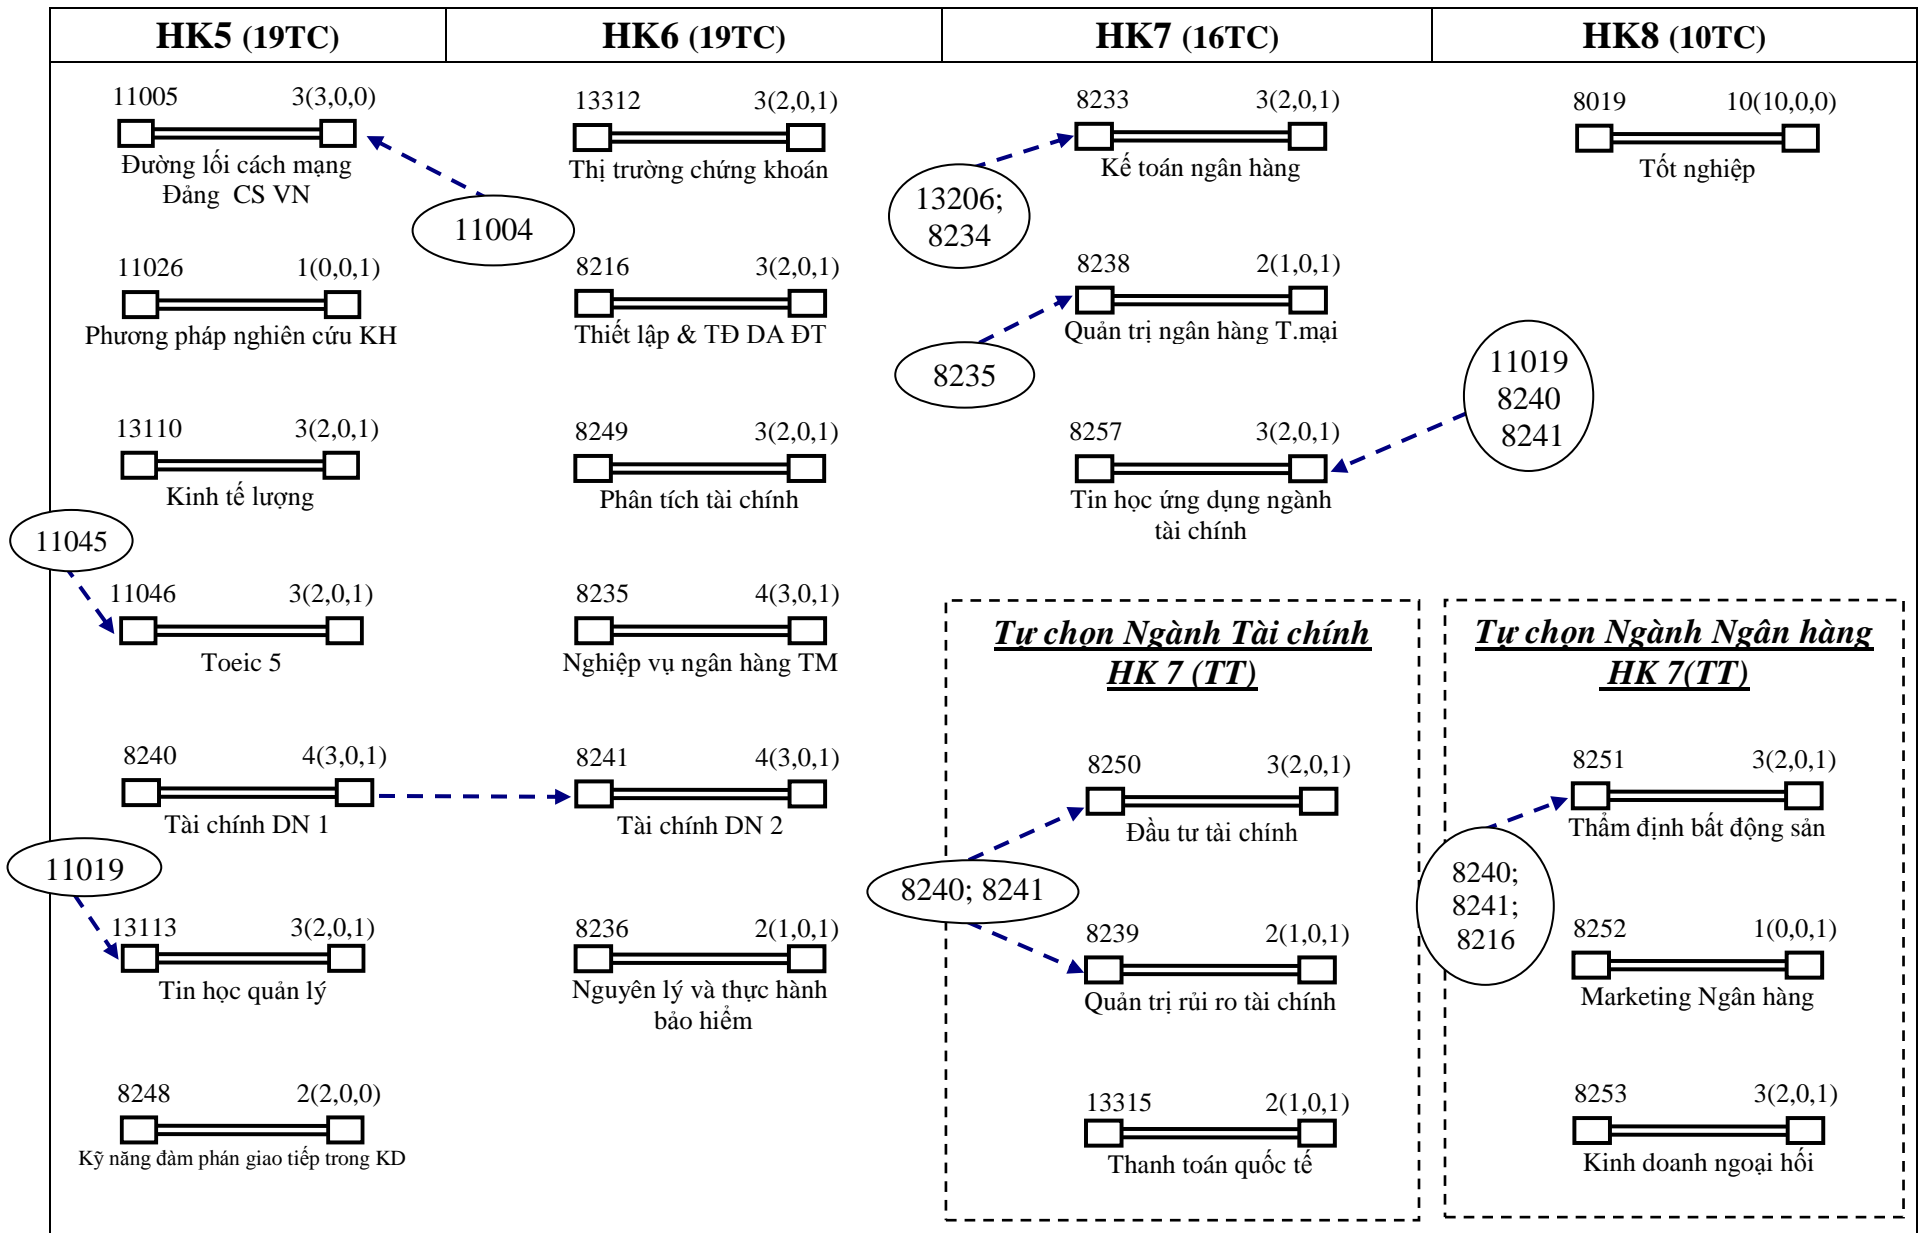 HK5 (19TC)
HK6 (19TC)
HK7 (16TC)
HK8 (10TC)
11005 3(3,0,0)
Đường lối cách mạng
Đảng CS VN
11004
11026 1(0,0,1)
Phương pháp nghiên cứu KH
13110 3(2,0,1)
Kinh tế lượng
11045
11046 3(2,0,1)
Toeic 5
8240 4(3,0,1)
Tài chính DN 1
11019
13113 3(2,0,1)
Tin học quản lý
8248 2(2,0,0)
Kỹ năng đàm phán giao tiếp trong KD
13312 3(2,0,1)
Thị trường chứng khoán
8216 3(2,0,1)
Thiết lập & TĐ DA ĐT
8249 3(2,0,1)
Phân tích tài chính
8235 4(3,0,1)
Nghiệp vụ ngân hàng TM
8241 4(3,0,1)
Tài chính DN 2
8236 2(1,0,1)
Nguyên lý và thực hành
bảo hiểm
8233 3(2,0,1)
Kế toán ngân hàng
13206;
8234
8238 2(1,0,1)
Quản trị ngân hàng T.mại
8235
8257 3(2,0,1)
Tin học ứng dụng ngành
tài chính
11019
8240
8241
Tự chọn Ngành Tài chính
HK 7 (TT)
8250 3(2,0,1)
Đầu tư tài chính
8240; 8241
8239 2(1,0,1)
Quản trị rủi ro tài chính
13315 2(1,0,1)
Thanh toán quốc tế
8019 10(10,0,0)
Tốt nghiệp
Tự chọn Ngành Ngân hàng
HK 7(TT)
8251 3(2,0,1)
Thẩm định bất động sản
8240;
8241;
8216
8252 1(0,0,1)
Marketing Ngân hàng
8253 3(2,0,1)
Kinh doanh ngoại hối